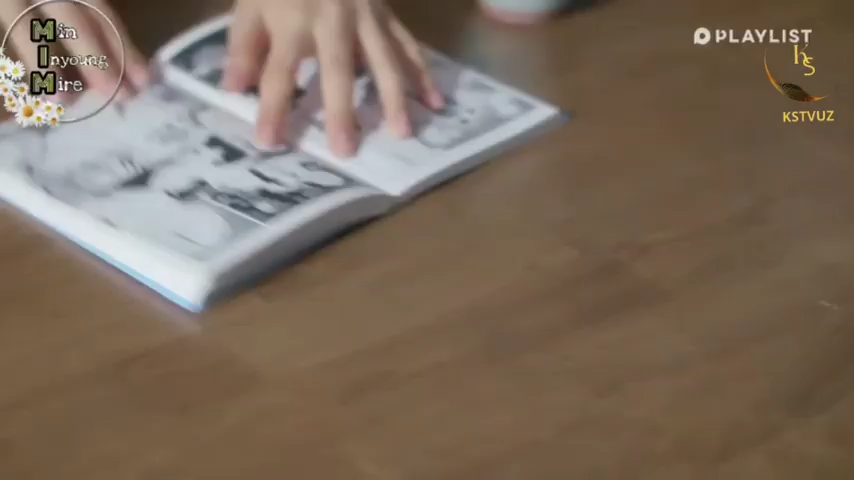 Min
Inyoung
Mire
PLAYLIST
KS
KSTVUZ